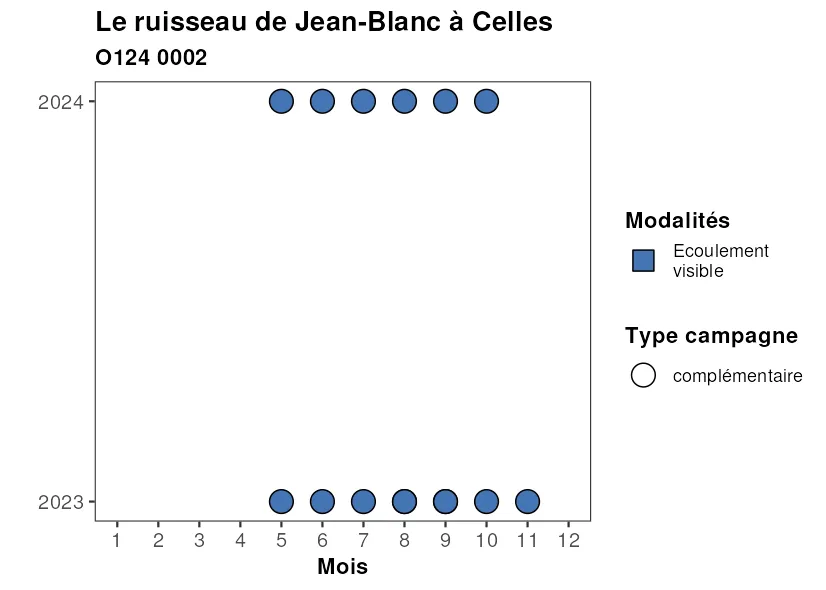 Le ruisseau de Jean-Blanc à Celles
O124 0002
2024
2023
1 2 3 4 5 6 7 8 9 10 11 12
Mois
Modalités
Ecoulement
visible
Type campagne
complémentaire